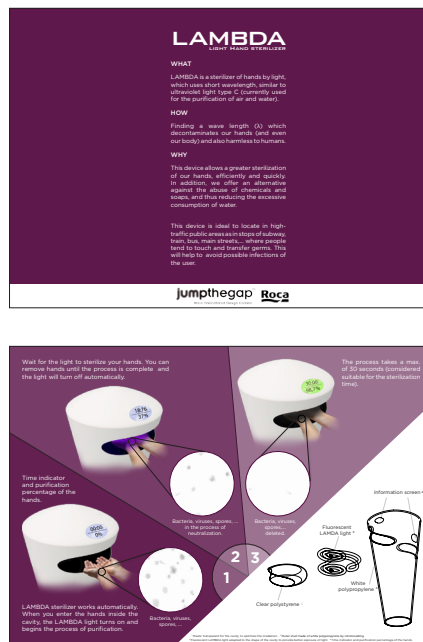 LAMBDA
LIGHT HAND STERILIZER
WHAT
LAMBDA is a sterilizer of hands by light,
which uses short wavelength, similar to
ultraviolet light type C (currently used
for the purification of air and water).
HOW
Finding a wave length (λ) which
decontaminates our hands (and even
our body) and also harmless to humans.
WHY
This device allows a greater sterilization
of our hands, efficiently and quickly.
In addition, we offer an alternative
against the abuse of chemicals and
soaps, and thus reducing the excessive
consumption of water.
This device is ideal to locate in high-
traffic public areas as in stops of subway,
train, bus, main streets,... where people
tend to touch and transfer germs. This
will help to avoid possible infections of
the user.
jumpthegap
Roca
Wait for the light to sterilize your hands. You can
remove hands until the process is complete and
the light will turn off automatically.
The process takes a max.
of 30 seconds (considered
suitable for the sterilization
time).
Time indicator
and purification
percentage of the
hands.
Bacteria, viruses, spores, ...
in the process of
neutralization.
Bacteria, viruses,
spores,...
deleted.
Information screen
Fluorescent
LAMDA light
White
polypropylene
Clear polystyrene
00:00
0%
1
2
3
LAMBDA sterilizer works automatically.
When you enter the hands inside the
cavity, the LAMBDA light turns on and
begins the process of purification.
Bacteria, viruses,
spores, ...